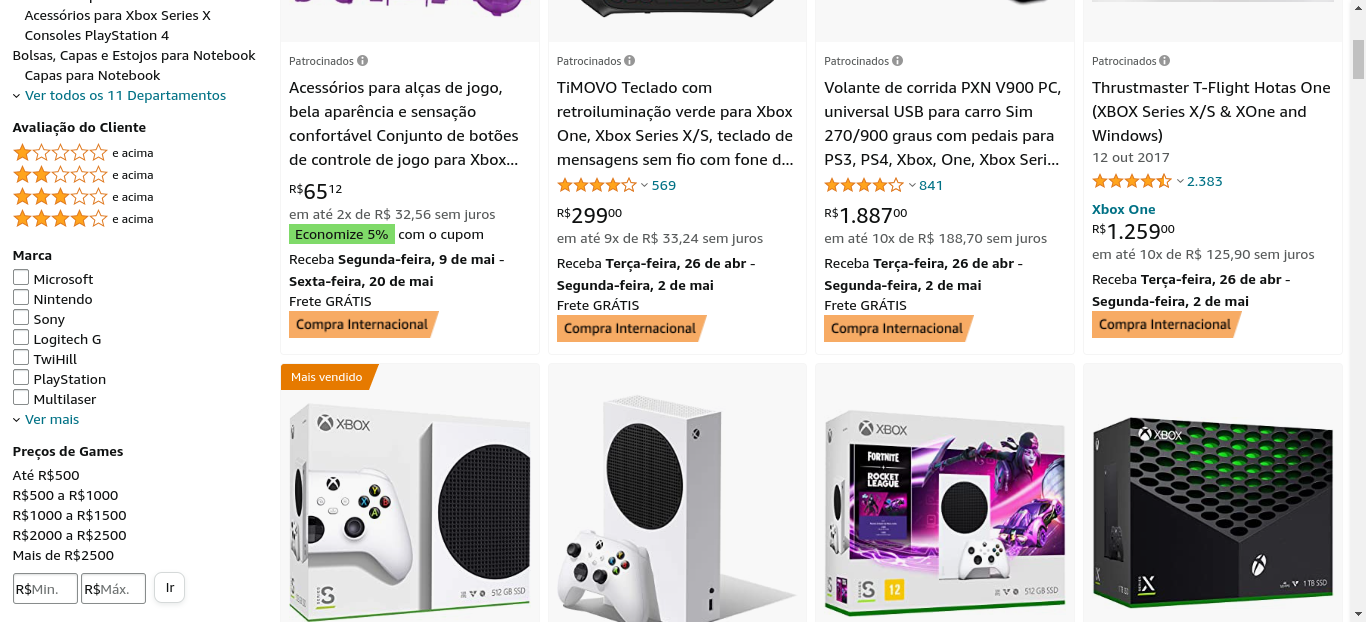 Acessórios para Xbox Series X
Consoles PlayStation 4
Bolsas, Capas e Estojos para Notebook
Capas para Notebook
Ver todos os 11 Departamentos
Avaliação do Cliente
e acima
e acima
e acima
e acima
Marca
Microsoft
Nintendo
Sony
Logitech G
TwiHill
PlayStation
Multilaser
Ver mais
Preços de Games
Até R$500
R$500 a R$1000
R$1000 a R$1500
R$2000 a R$2500
Mais de R$2500
R$Min.
R$Máx.
Ir
Patrocinados
Acessórios para alças de jogo,
bela aparência e sensação
confortável Conjunto de botões
de controle de jogo para Xbox...
R$6512
em até 2x de R$ 32,56 sem juros
Economize 5% com o cupom
Receba Segunda-feira, 9 de mai -
Sexta-feira, 20 de mai
Frete GRÁTIS
Compra Internacional
Patrocinados
TiMOVO Teclado com
retroiluminação verde para Xbox
One, Xbox Series X/S, teclado de
mensagens sem fio com fone d...
569
R$29900
em até 9x de R$ 33,24 sem juros
Receba Terça-feira, 26 de abr -
Segunda-feira, 2 de mai
Frete GRÁTIS
Compra Internacional
Patrocinados
Volante de corrida PXN V900 PC,
universal USB para carro Sim
270/900 graus com pedais para
PS3, PS4, Xbox, One, Xbox Seri...
841
R$1.88700
em até 10x de R$ 188,70 sem juros
Receba Terça-feira, 26 de abr -
Segunda-feira, 2 de mai
Frete GRÁTIS
Compra Internacional
Patrocinados
Thrustmaster T-Flight Hotas One
(XBOX Series X/S & XOne and
Windows)
12 out 2017
2.383
Xbox One
R$1.25900
em até 10x de R$ 125,90 sem juros
Receba Terça-feira, 26 de abr -
Segunda-feira, 2 de mai
Compra Internacional
Mais vendido
XBOX
X
Y
B
A
SERIES S
512 GB SSD
XBOX
FORTNITE
+
ROCKET
LEAGUE
SERIES S
12
512 GB SSD
XBOX
SERIES X
1 TB SSD